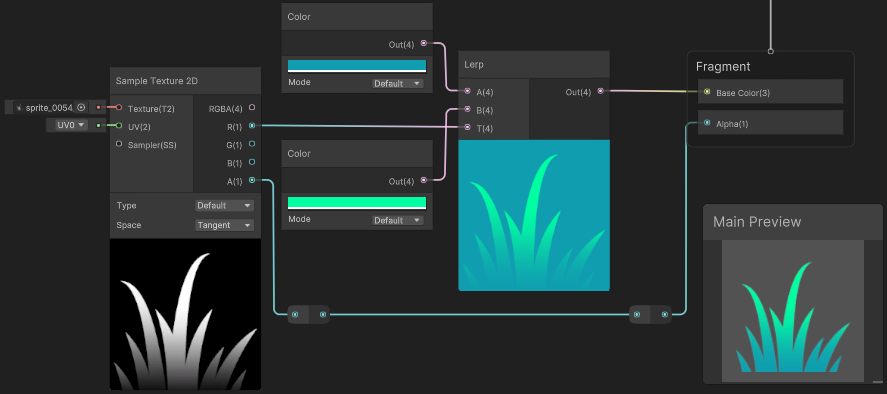 Color
Out(4)
Mode
Default
Sample Texture 2D
sprite_0054,
Texture(T2)
RGBA(4)
UV0
UV(2)
R(1)
Sampler(SS)
G(1)
B(1)
A(1)
Type
Default
Space
Tangent
Color
Out(4)
Mode
Default
Lerp
A(4)
Out(4)
B(4)
T(4)
Fragment
Base Color(3)
Alpha(1)
Main Preview